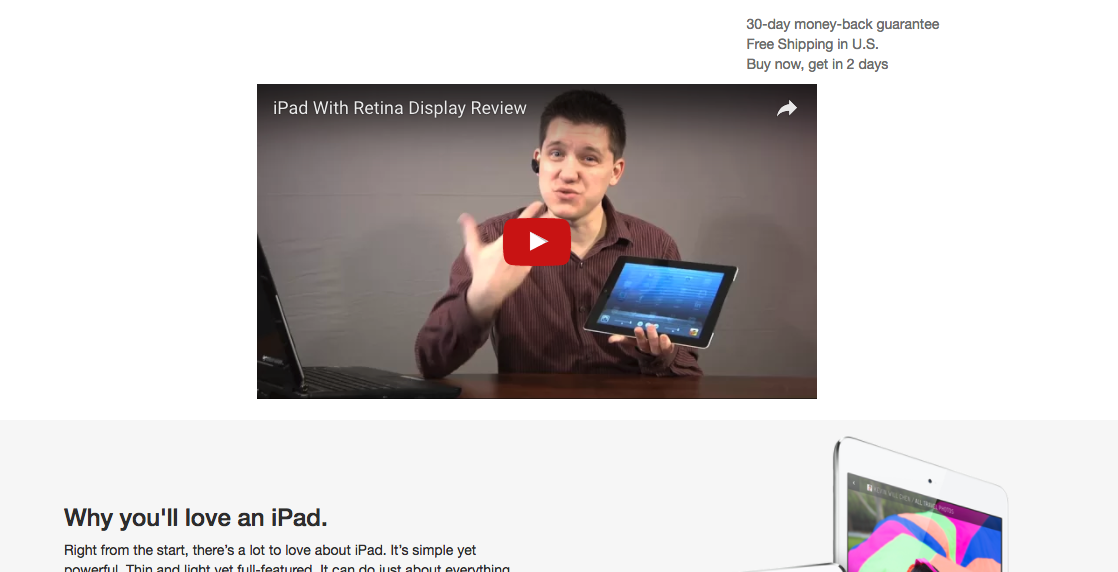 30-day money-back guarantee
Free Shipping in U.S.
Buy now, get in 2 days
iPad With Retina Display Review
Why you'll love an iPad.
Right from the start, there’s a lot to love about iPad. It’s simple yet
powerful. Thin and light yet full-featured. It can do just about everything